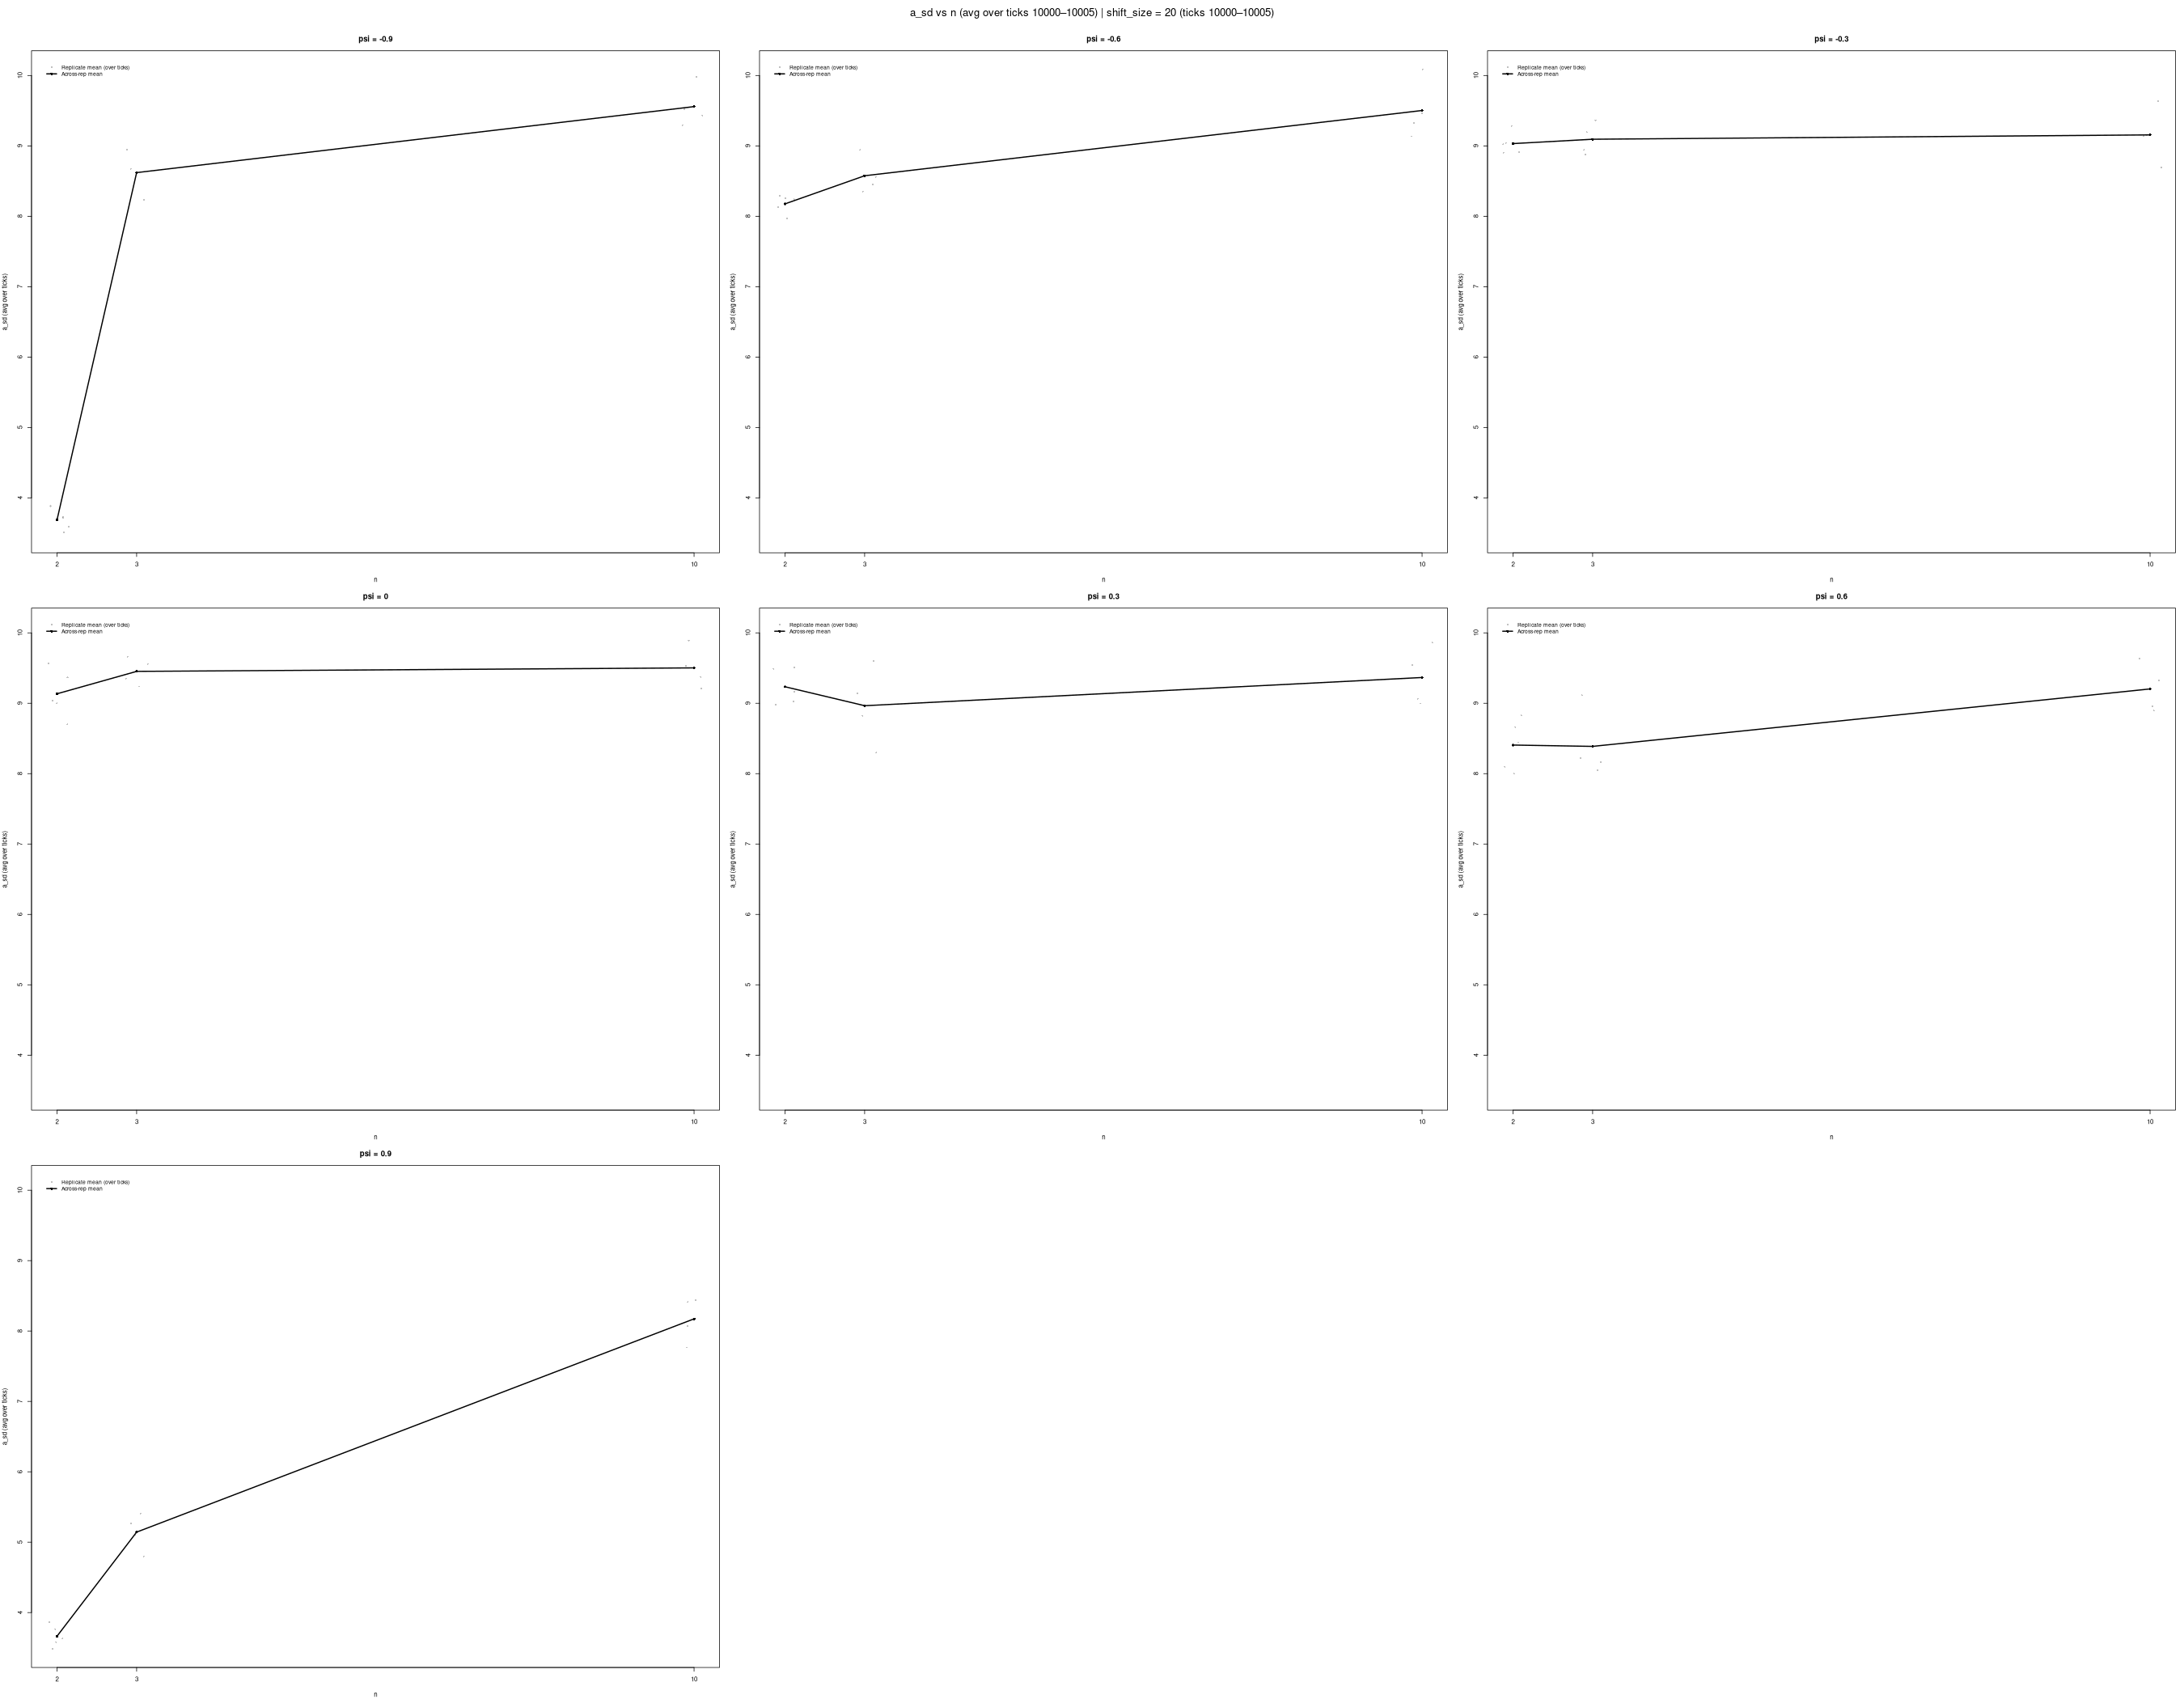 a_sd vs n (avg over ticks 10000–10005) | shift_size = 20 (ticks 10000–10005)
psi = -0.9
Replicate mean (over ticks)
Across-rep mean
10
9
8
7
6
5
4
a_sd (avg over ticks)
2 3 10
n
psi = -0.6
Replicate mean (over ticks)
Across-rep mean
10
9
8
7
6
5
4
a_sd (avg over ticks)
2 3 10
n
psi = -0.3
Replicate mean (over ticks)
Across-rep mean
10
9
8
7
6
5
4
a_sd (avg over ticks)
2 3 10
n
psi = 0
Replicate mean (over ticks)
Across-rep mean
10
9
8
7
6
5
4
a_sd (avg over ticks)
2 3 10
n
psi = 0.3
Replicate mean (over ticks)
Across-rep mean
10
9
8
7
6
5
4
a_sd (avg over ticks)
2 3 10
n
psi = 0.6
Replicate mean (over ticks)
Across-rep mean
10
9
8
7
6
5
4
a_sd (avg over ticks)
2 3 10
n
psi = 0.9
Replicate mean (over ticks)
Across-rep mean
10
9
8
7
6
5
4
a_sd (avg over ticks)
2 3 10
n